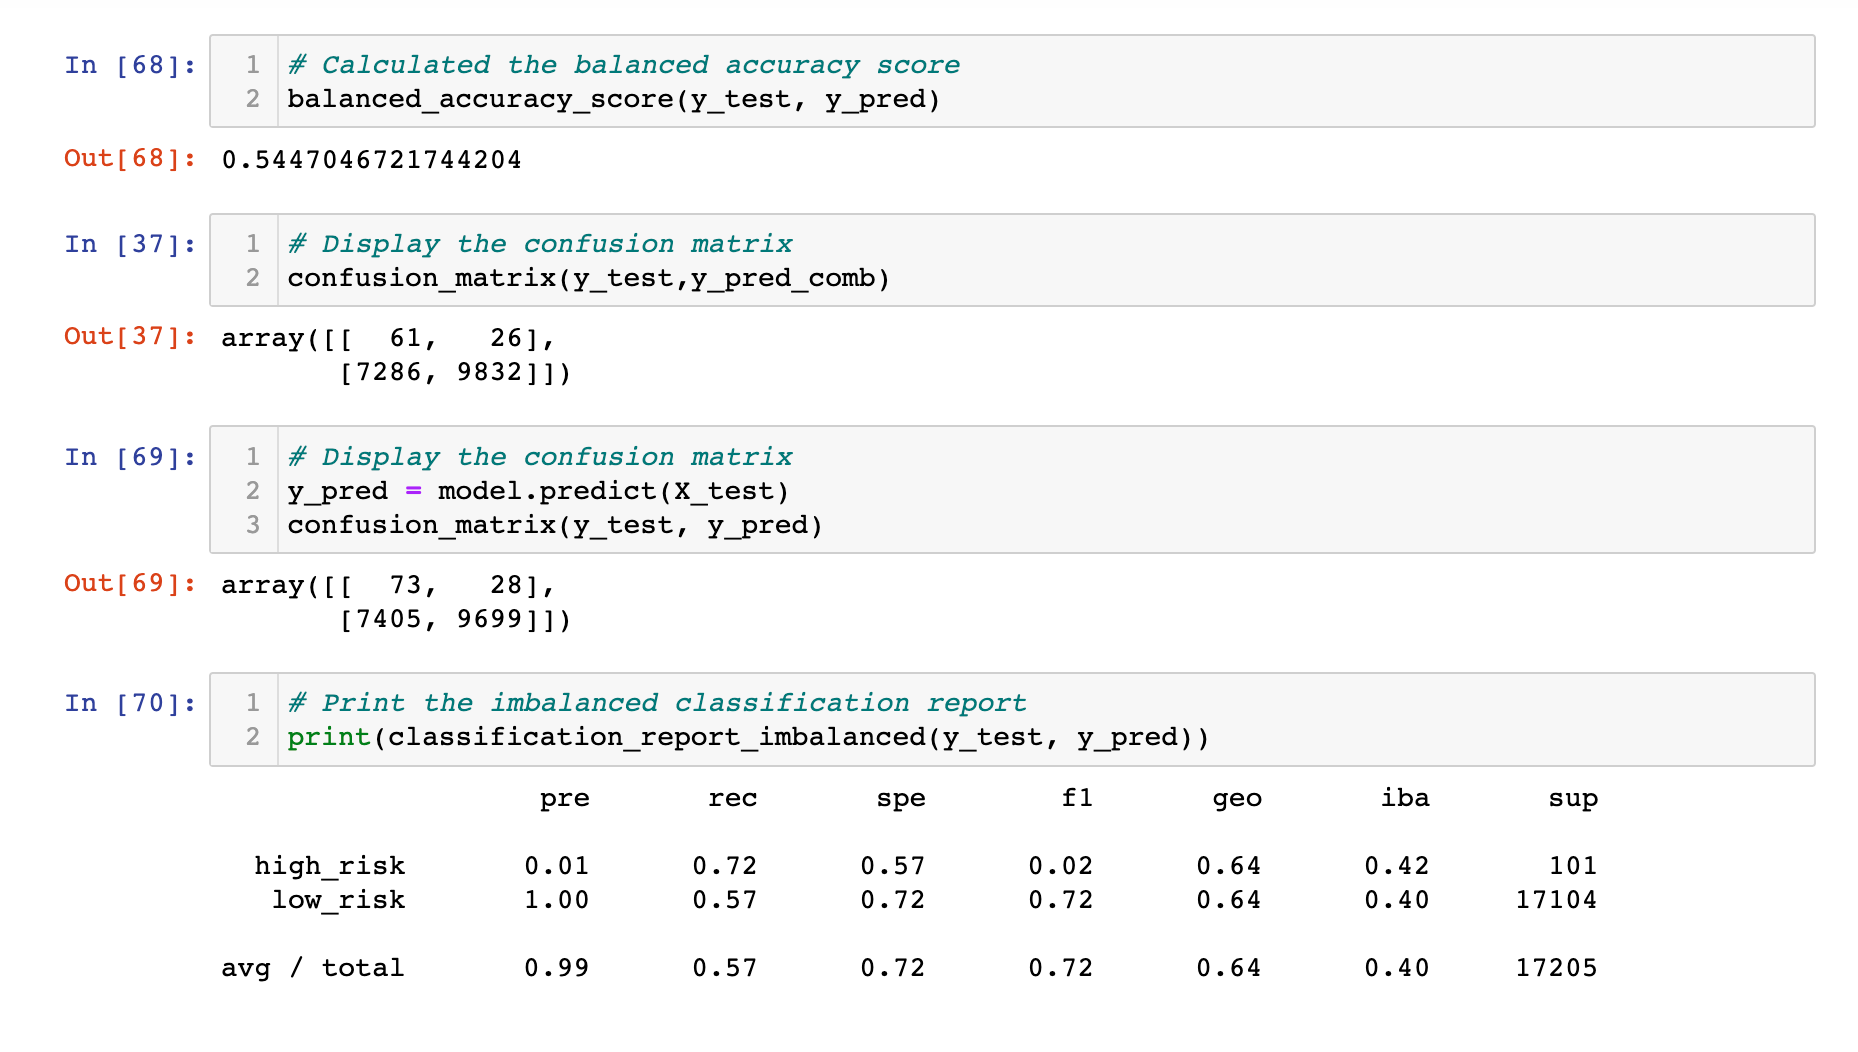 In [68]:
1 # Calculated the balanced accuracy score
2 balanced_accuracy_score(y_test, y_pred)
Out[68]: 0.5447046721744204
In [37]:
1 # Display the confusion matrix
2 confusion_matrix(y_test,y_pred_comb)
Out[37]: array([[  61,   26],
       [7286, 9832]])
In [69]:
1 # Display the confusion matrix
2 y_pred = model.predict(X_test)
3 confusion_matrix(y_test, y_pred)
Out[69]: array([[  73,   28],
       [7405, 9699]])
In [70]:
1 # Print the imbalanced classification report
2 print(classification_report_imbalanced(y_test, y_pred))
pre rec spe f1 geo iba sup
high_risk 0.01 0.72 0.57 0.02 0.64 0.42 101
low_risk 1.00 0.57 0.72 0.72 0.64 0.40 17104
avg / total 0.99 0.57 0.72 0.72 0.64 0.40 17205